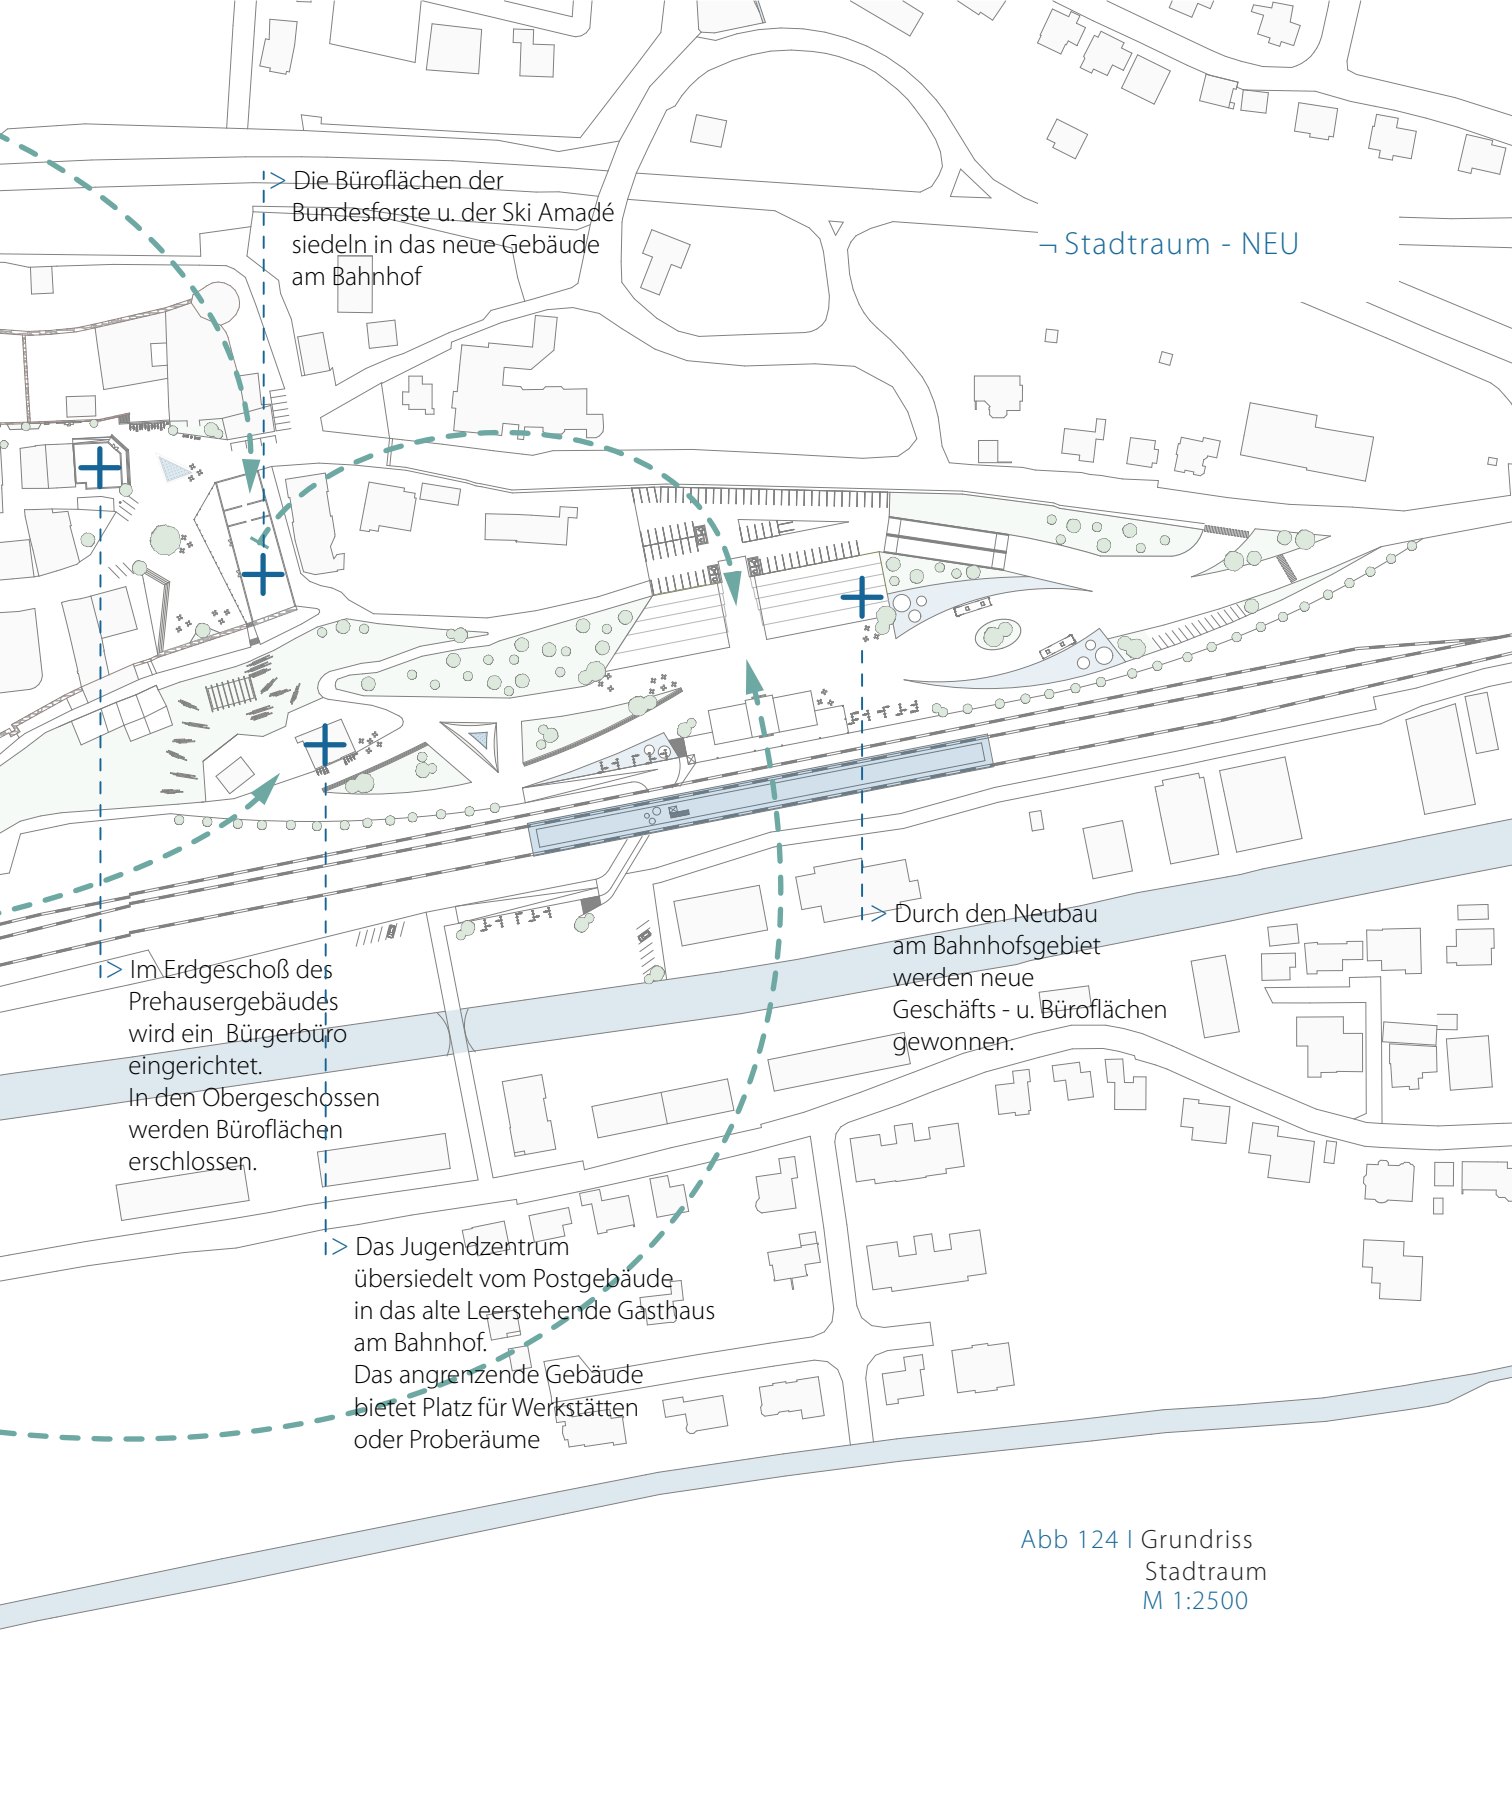 > Die Büroflächen der
Bundesforste u. der Ski Amadé
siedeln in das neue Gebäude
am Bahnhof
¬ Stadtraum - NEU
> Durch den Neubau
am Bahnhofsgebiet
werden neue
Geschäfts - u. Büroflächen
gewonnen.
> Im Erdgeschoß des
Prehausergebäudes
wird ein  Bürgerbüro
eingerichtet.
In den Obergeschossen
werden Büroflächen
erschlossen.
> Das Jugendzentrum
übersiedelt vom Postgebäude
in das alte Leerstehende Gasthaus
am Bahnhof.
Das angrenzende Gebäude
bietet Platz für Werkstätten
oder Proberäume
Abb 124 I Grundriss
Stadtraum
M 1:2500